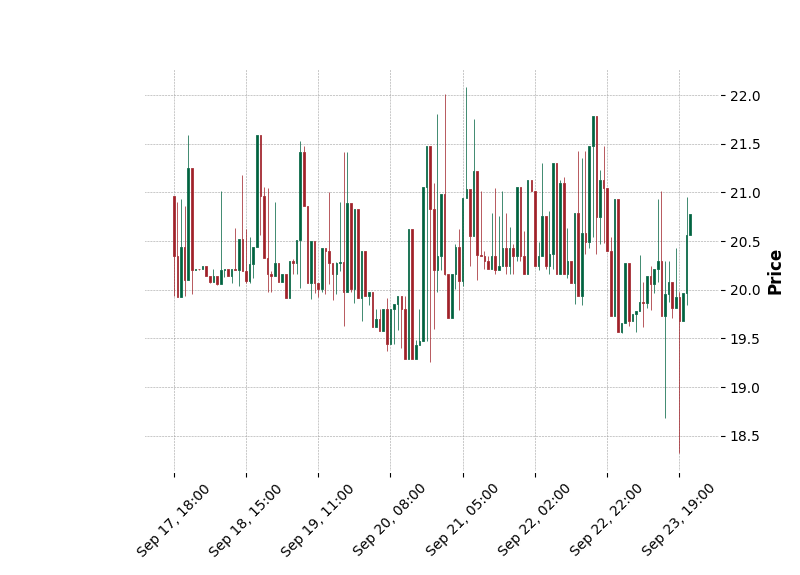 22.0
21.5
21.0
20.5
20.0
19.5
19.0
18.5
Price
Sep 17, 18:00
Sep 18, 15:00
Sep 19, 11:00
Sep 20, 08:00
Sep 21, 05:00
Sep 22, 02:00
Sep 22, 22:00
Sep 23, 19:00